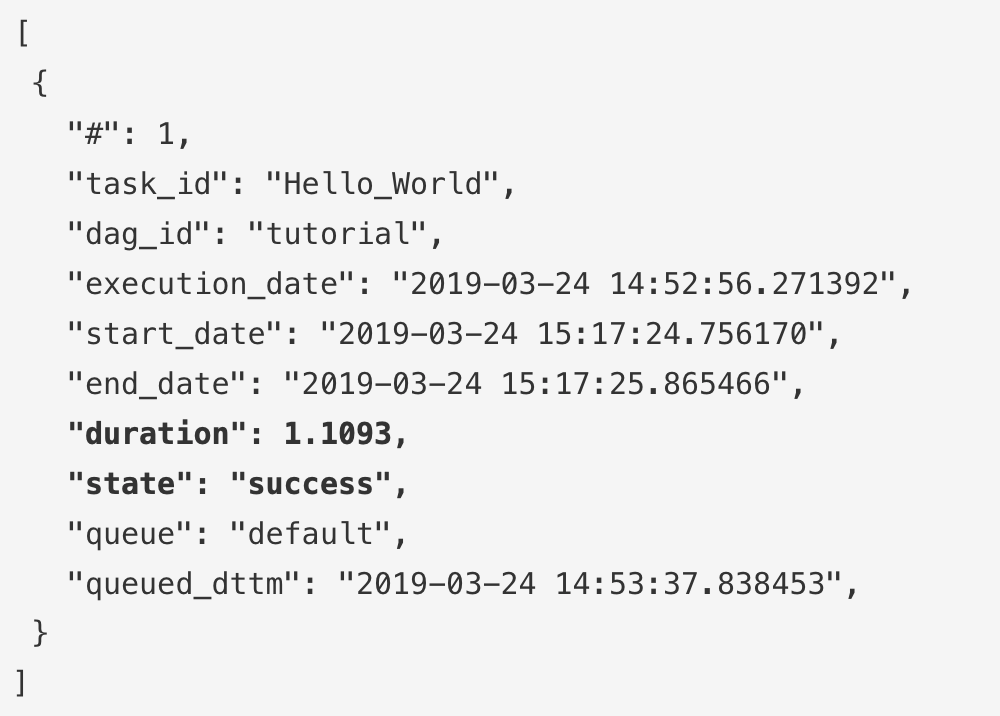 [
 {
   "#": 1,
   "task_id": "Hello_World",
   "dag_id": "tutorial",
   "execution_date": "2019-03-24 14:52:56.271392",
   "start_date": "2019-03-24 15:17:24.756170",
   "end_date": "2019-03-24 15:17:25.865466",
   "duration": 1.1093,
   "state": "success",
   "queue": "default",
   "queued_dttm": "2019-03-24 14:53:37.838453",
 }
]